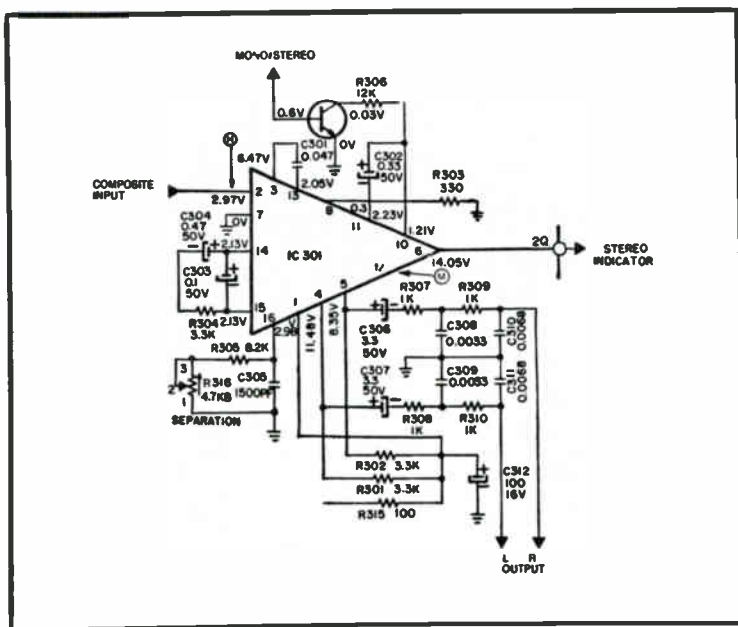 MONO/STEREO
R306
12K
0.6V
0.03V
0V
6.47V
C301
0.047
C302
0.33
50V
R303
330
COMPOSITE
INPUT
2
2.97V
3
13
2.05V
8
0.3
11
2.23V
1.21V
10
6
14.05V
2Q
STEREO
INDICATOR
7
0V
C304
0.47
50V
2.13V
14
IC 301
C303
0.1
50V
15
R304
3.3K
2.13V
16
1
4
5
M
11.48V
8.35V
R305 8.2K
R307
1K
R309
1K
C306
3.3
50V
C308
0.0033
C310
0.0068
C309
0.0033
C311
0.0068
C307
50V
3
2
R316
4.7KB
1
SEPARATION
C305
1500PF
R308
1K
R310
1K
R302 3.3K
R301 3.3K
R315 100
C312
100
16V
L R
OUTPUT